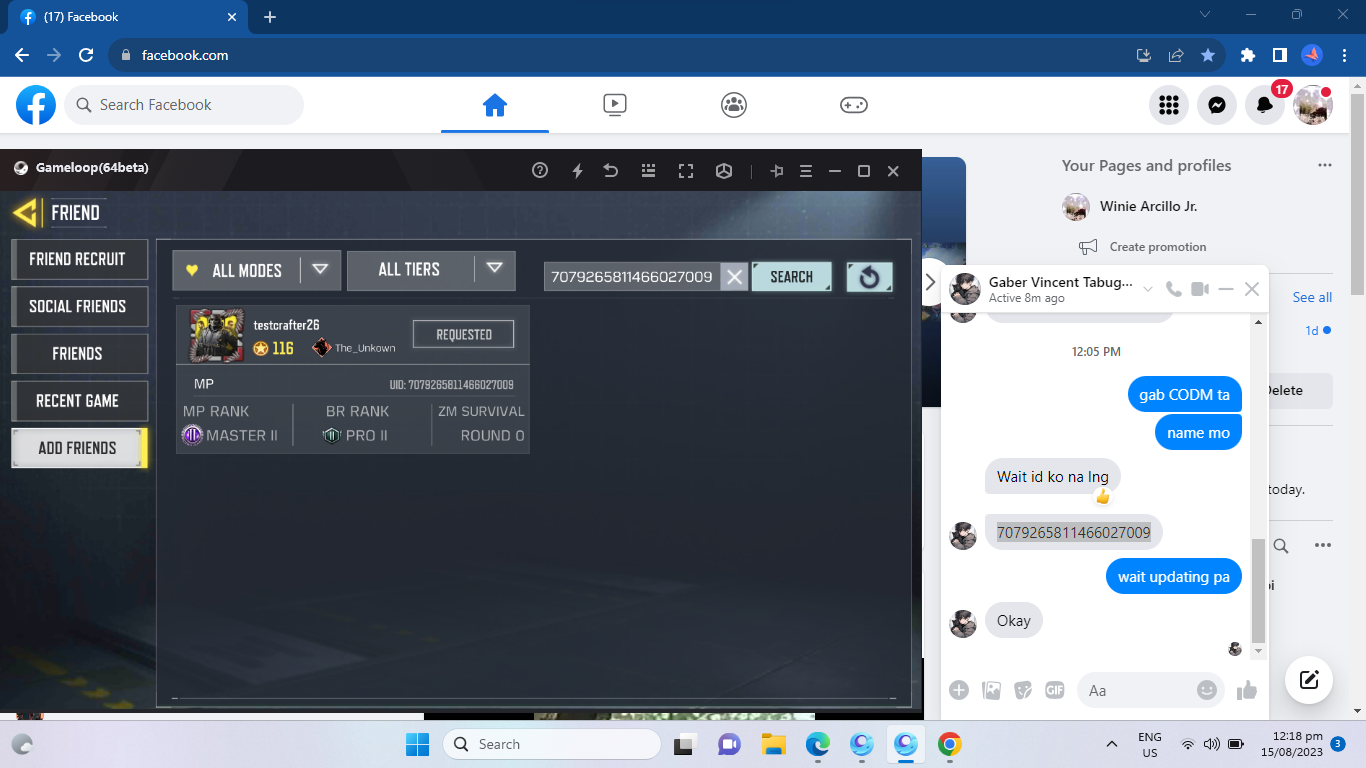 (17) Facebook
facebook.com
Search Facebook
17
Gameloop(64beta)
FRIEND
FRIEND RECRUIT
SOCIAL FRIENDS
FRIENDS
RECENT GAME
ADD FRIENDS
ALL MODES
ALL TIERS
7079265811466027009
SEARCH
testcrafter26
116
The_Unkown
REQUESTED
MP
UID: 7079265811466027009
MP RANK
BR RANK
ZM SURVIVAL
MASTER II
PRO II
ROUND 0
Your Pages and profiles
Winie Arcillo Jr.
Create promotion
See all
1d
Delete
today.
Gaber Vincent Tabug...
Active 8m ago
12:05 PM
gab CODM ta
name mo
Wait id ko na lng
7079265811466027009
wait updating pa
Okay
GIF
Aa
Search
ENG
US
12:18 pm
15/08/2023
3